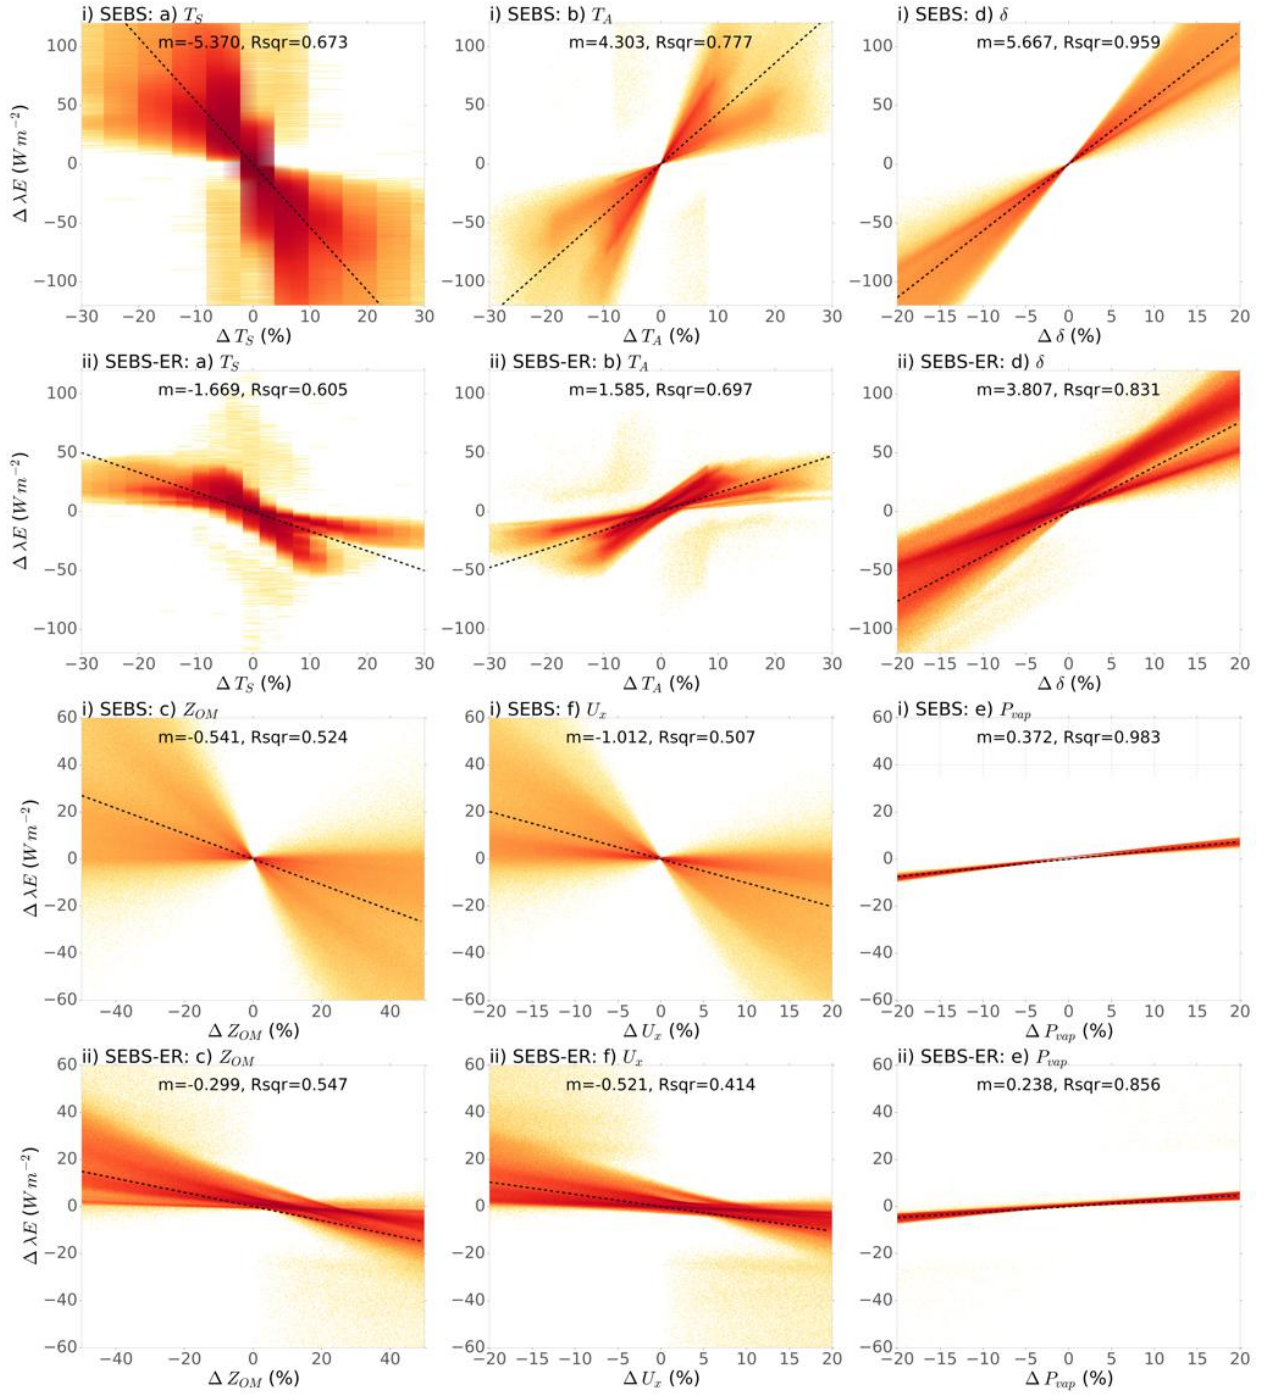 i) SEBS: a) T_S
i) SEBS: b) T_A
i) SEBS: d) δ
m=-5.370, Rsqr=0.673
m=4.303, Rsqr=0.777
m=5.667, Rsqr=0.959
Δ λE (W m⁻²)
100
50
0
−50
−100
100
50
0
−50
−100
100
50
0
−50
−100
−30 −20 −10 0 10 20 30
−30 −20 −10 0 10 20 30
−20 −15 −10 −5 0 5 10 15 20
Δ T_S (%)
Δ T_A (%)
Δ δ (%)
ii) SEBS-ER: a) T_S
ii) SEBS-ER: b) T_A
ii) SEBS-ER: d) δ
m=-1.669, Rsqr=0.605
m=1.585, Rsqr=0.697
m=3.807, Rsqr=0.831
Δ λE (W m⁻²)
100
50
0
−50
−100
100
50
0
−50
−100
100
50
0
−50
−100
−30 −20 −10 0 10 20 30
−30 −20 −10 0 10 20 30
−20 −15 −10 −5 0 5 10 15 20
Δ T_S (%)
Δ T_A (%)
Δ δ (%)
i) SEBS: c) Z_OM
i) SEBS: f) U_x
i) SEBS: e) P_vap
m=-0.541, Rsqr=0.524
m=-1.012, Rsqr=0.507
m=0.372, Rsqr=0.983
Δ λE (W m⁻²)
60
40
20
0
−20
−40
−60
60
40
20
0
−20
−40
−60
60
40
20
0
−20
−40
−60
−40 −20 0 20 40
−20 −15 −10 −5 0 5 10 15 20
−20 −15 −10 −5 0 5 10 15 20
Δ Z_OM (%)
Δ U_x (%)
Δ P_vap (%)
ii) SEBS-ER: c) Z_OM
ii) SEBS-ER: f) U_x
ii) SEBS-ER: e) P_vap
m=-0.299, Rsqr=0.547
m=-0.521, Rsqr=0.414
m=0.238, Rsqr=0.856
Δ λE (W m⁻²)
60
40
20
0
−20
−40
−60
60
40
20
0
−20
−40
−60
60
40
20
0
−20
−40
−60
−40 −20 0 20 40
−20 −15 −10 −5 0 5 10 15 20
−20 −15 −10 −5 0 5 10 15 20
Δ Z_OM (%)
Δ U_x (%)
Δ P_vap (%)